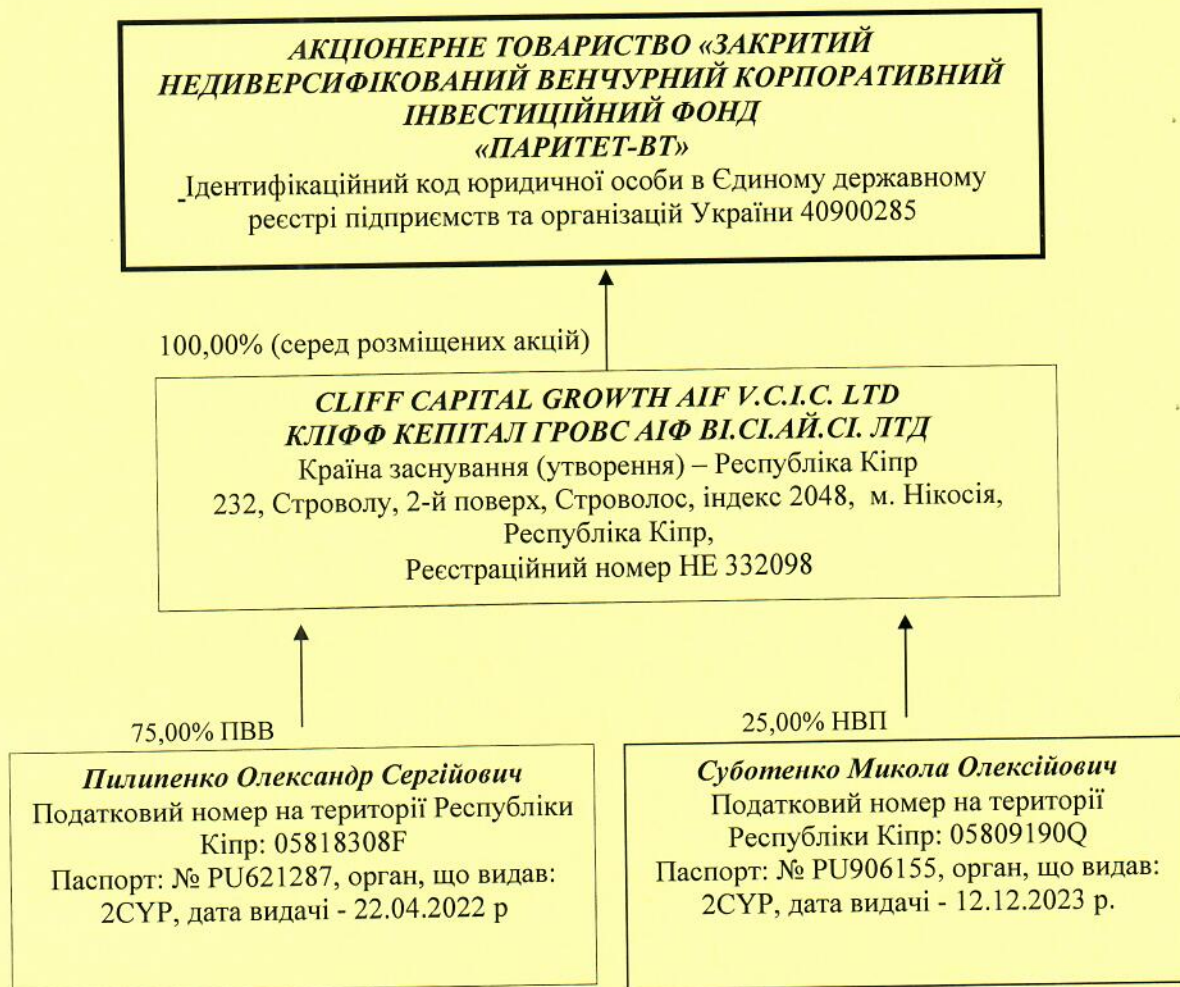 АКЦІОНЕРНЕ ТОВАРИСТВО «ЗАКРИТИЙ
НЕДИВЕРСИФІКОВАНИЙ ВЕНЧУРНИЙ КОРПОРАТИВНИЙ
ІНВЕСТИЦІЙНИЙ ФОНД
«ПАРИТЕТ-ВТ»
Ідентифікаційний код юридичної особи в Єдиному державному
реєстрі підприємств та організацій України 40900285
100,00% (серед розміщених акцій)
CLIFF CAPITAL GROWTH AIF V.C.I.C. LTD
КЛІФФ КЕПІТАЛ ГРОВС АІФ ВІ.СІ.АЙ.СІ. ЛТД
Країна заснування (утворення) – Республіка Кіпр
232, Строволу, 2-й поверх, Строволос, індекс 2048, м. Нікосія,
Республіка Кіпр,
Реєстраційний номер НЕ 332098
75,00% ПВВ
Пилипенко Олександр Сергійович
Податковий номер на території Республіки
Кіпр: 05818308F
Паспорт: № PU621287, орган, що видав:
2CYP, дата видачі - 22.04.2022 р
25,00% НВП
Суботенко Микола Олексійович
Податковий номер на території
Республіки Кіпр: 05809190Q
Паспорт: № PU906155, орган, що видав:
2CYP, дата видачі - 12.12.2023 р.